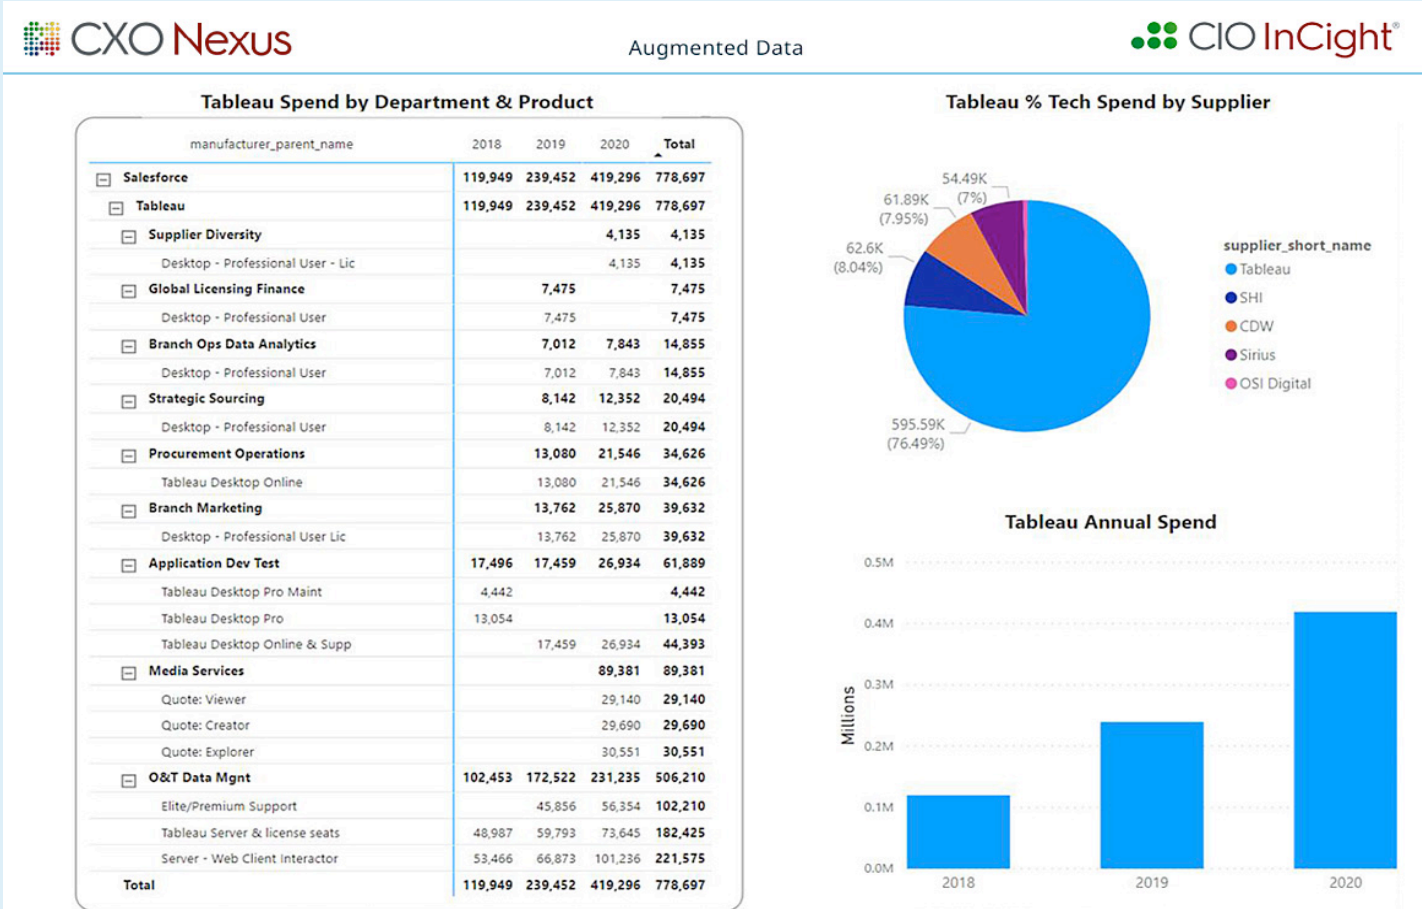 CXO Nexus
Augmented Data
CIO InCight®
Tableau Spend by Department & Product
manufacturer_parent_name 2018 2019 2020 Total
Salesforce 119,949 239,452 419,296 778,697
Tableau 119,949 239,452 419,296 778,697
Supplier Diversity 4,135 4,135
Desktop - Professional User - Lic 4,135 4,135
Global Licensing Finance 7,475 7,475
Desktop - Professional User 7,475 7,475
Branch Ops Data Analytics 7,012 7,843 14,855
Desktop - Professional User 7,012 7,843 14,855
Strategic Sourcing 8,142 12,352 20,494
Desktop - Professional User 8,142 12,352 20,494
Procurement Operations 13,080 21,546 34,626
Tableau Desktop Online 13,080 21,546 34,626
Branch Marketing 13,762 25,870 39,632
Desktop - Professional User Lic 13,762 25,870 39,632
Application Dev Test 17,496 17,459 26,934 61,889
Tableau Desktop Pro Maint 4,442 4,442
Tableau Desktop Pro 13,054 13,054
Tableau Desktop Online & Supp 17,459 26,934 44,393
Media Services 89,381 89,381
Quote: Viewer 29,140 29,140
Quote: Creator 29,690 29,690
Quote: Explorer 30,551 30,551
O&T Data Mgnt 102,453 172,522 231,235 506,210
Elite/Premium Support 45,856 56,354 102,210
Tableau Server & license seats 48,987 59,793 73,645 182,425
Server - Web Client Interactor 53,466 66,873 101,236 221,575
Total 119,949 239,452 419,296 778,697
Tableau % Tech Spend by Supplier
54.49K
(7%)
61.89K
(7.95%)
62.6K
(8.04%)
595.59K
(76.49%)
supplier_short_name
Tableau
SHI
CDW
Sirius
OSI Digital
Tableau Annual Spend
Millions
0.5M
0.4M
0.3M
0.2M
0.1M
0.0M
2018 2019 2020